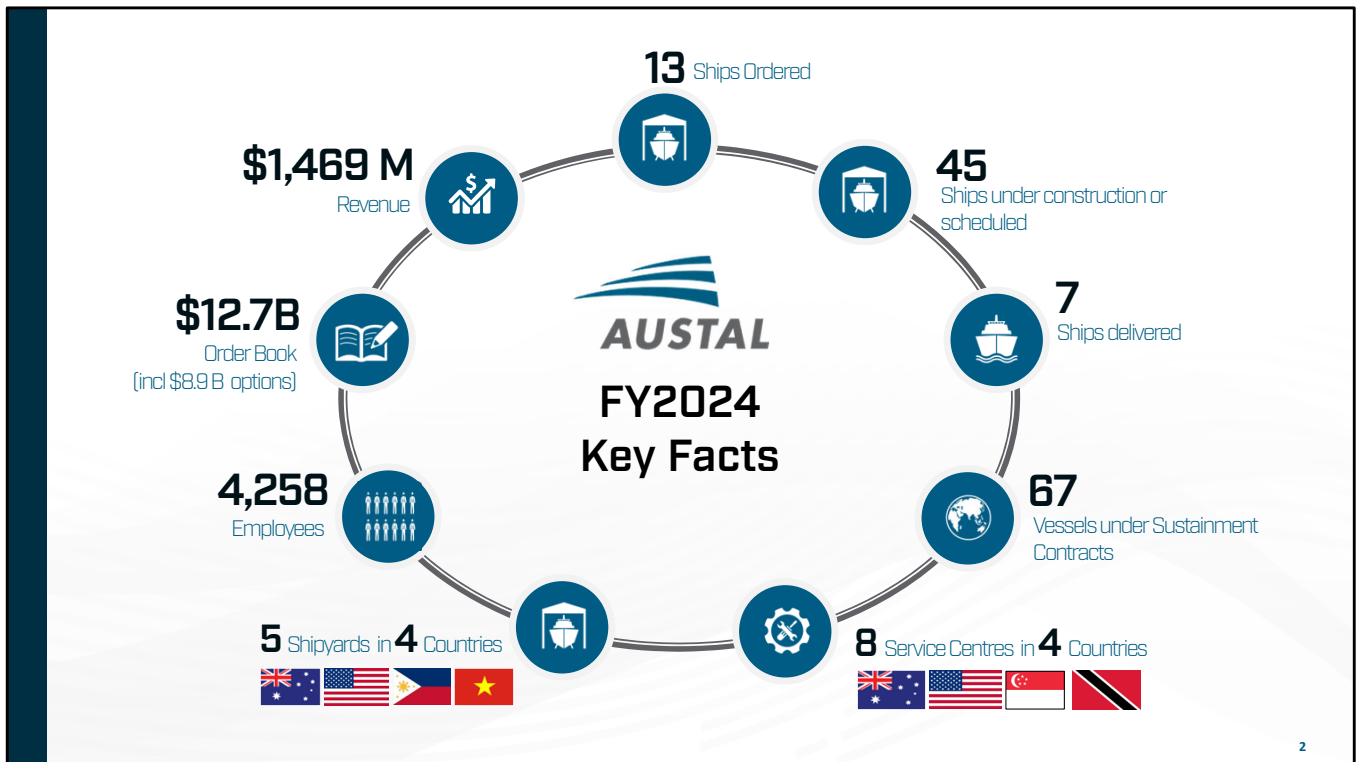 13 Ships Ordered
$1,469 M
Revenue
45
Ships under construction or
scheduled
$12.7B
Order Book
(incl $8.9 B options)
7
Ships delivered
AUSTAL
FY2024
Key Facts
4,258
Employees
67
Vessels under Sustainment
Contracts
5 Shipyards in 4 Countries
8 Service Centres in 4 Countries
2